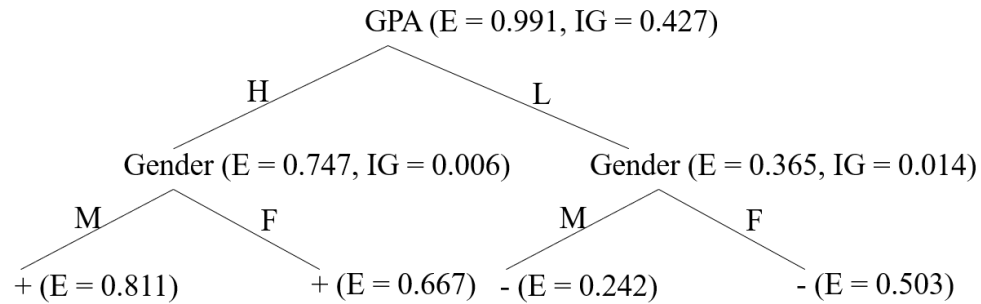 GPA (E = 0.991, IG = 0.427)
H L
Gender (E = 0.747, IG = 0.006) Gender (E = 0.365, IG = 0.014)
M F M F
+ (E = 0.811) + (E = 0.667) - (E = 0.242) - (E = 0.503)